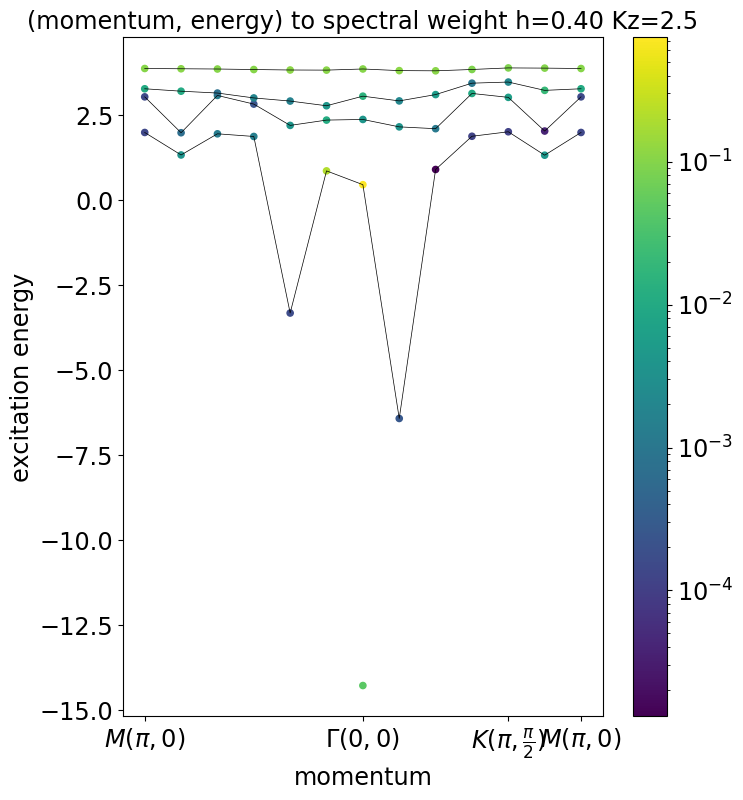 (momentum, energy) to spectral weight h=0.40 Kz=2.5
excitation energy
2.5
0.0
−2.5
−5.0
−7.5
−10.0
−12.5
−15.0
M(π, 0)
Γ(0, 0)
K(π, π/2)
M(π, 0)
momentum
10⁻¹
10⁻²
10⁻³
10⁻⁴